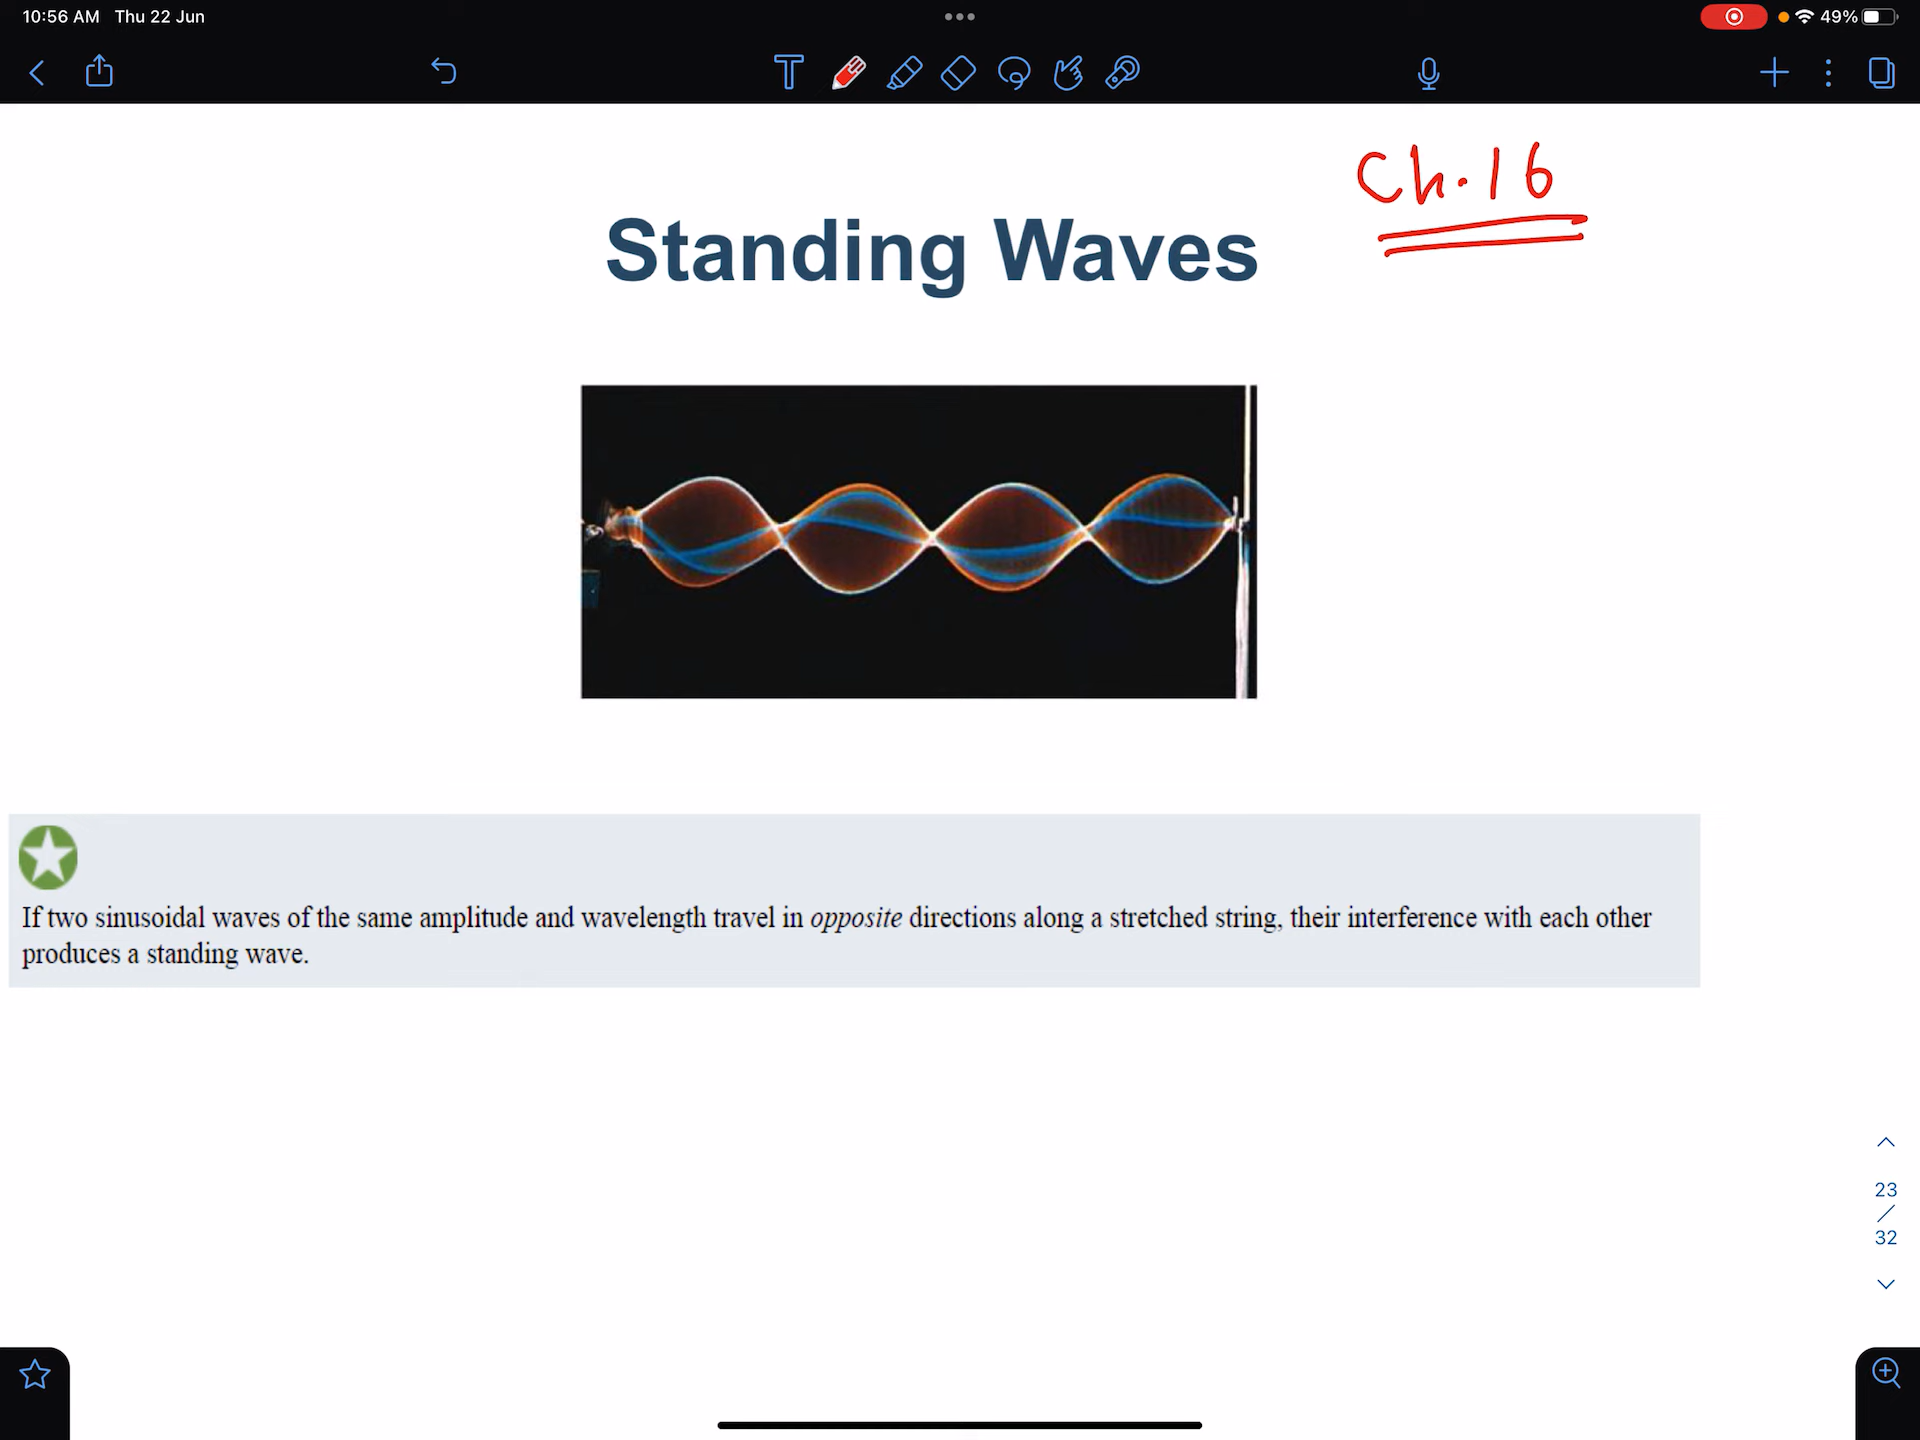 10:56 AM Thu 22 Jun
49%
Ch. 16
Standing Waves
If two sinusoidal waves of the same amplitude and wavelength travel in opposite directions along a stretched string, their interference with each other
produces a standing wave.
23
/
32